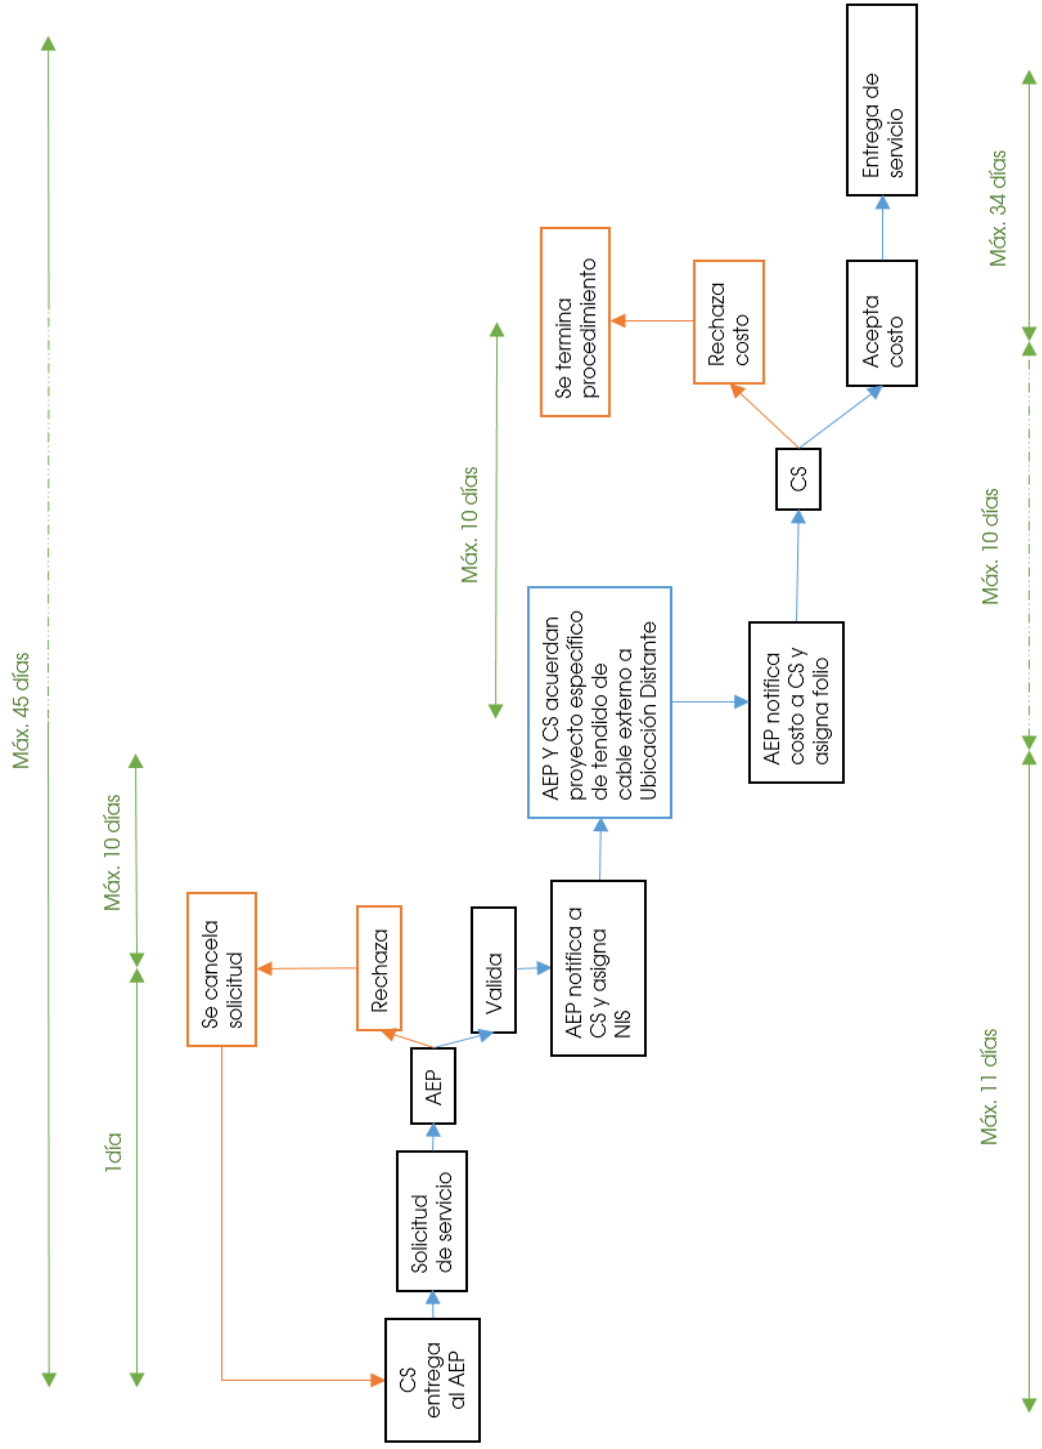 Máx. 45 días
1día
Máx. 10 días
Se cancela
solicitud
Rechaza
CS
entrega
al AEP
Solicitud
de servicio
AEP
Valida
AEP notifica a
CS y asigna
NIS
Máx. 10 días
AEP Y CS acuerdan
proyecto específico
de tendido de
cable externo a
Ubicación Distante
Se termina
procedimiento
Rechaza
costo
AEP notifica
costo a CS y
asigna folio
CS
Acepta
costo
Entrega de
servicio
Máx. 11 días
Máx. 10 días
Máx. 34 días